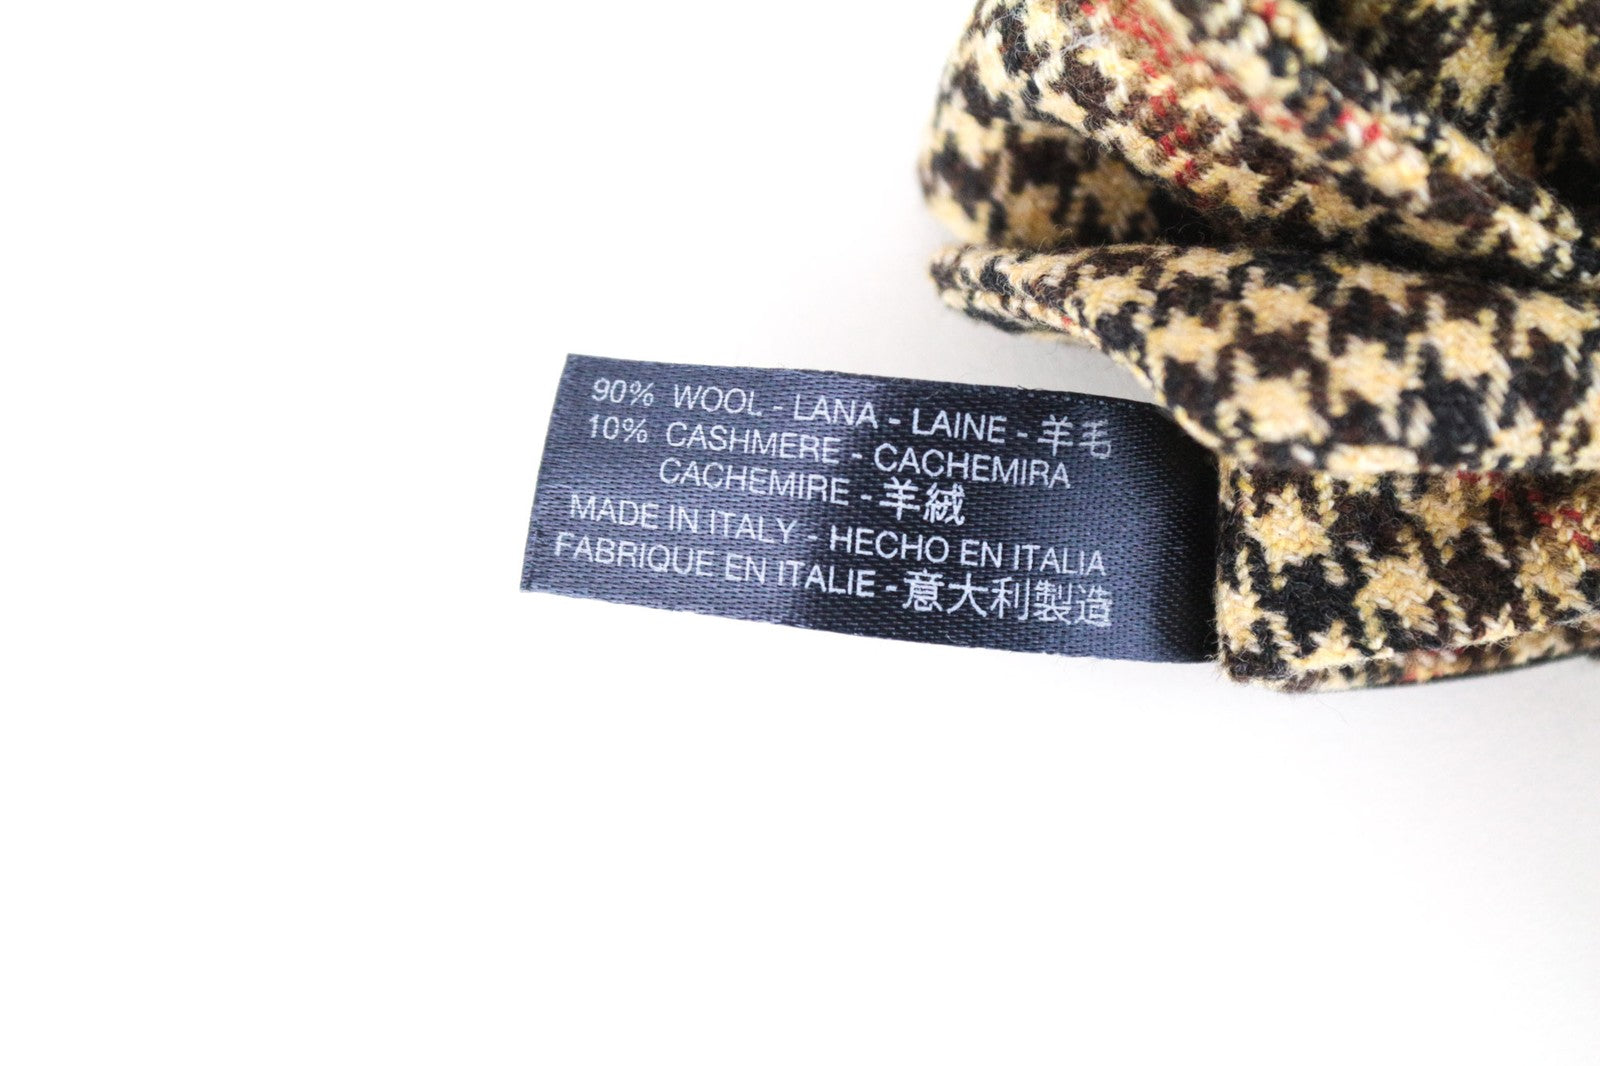 90% WOOL - LANA - LAINE - 羊毛
10% CASHMERE - CACHEMIRA
CACHEMIRE - 羊絨
MADE IN ITALY - HECHO EN ITALIA
FABRIQUE EN ITALIE - 意大利製造